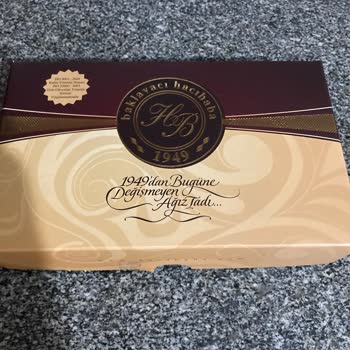 baklavacı hacıbaba
HB
1949
1949'dan Bugüne
Değişmeyen
Ağız Tadı...